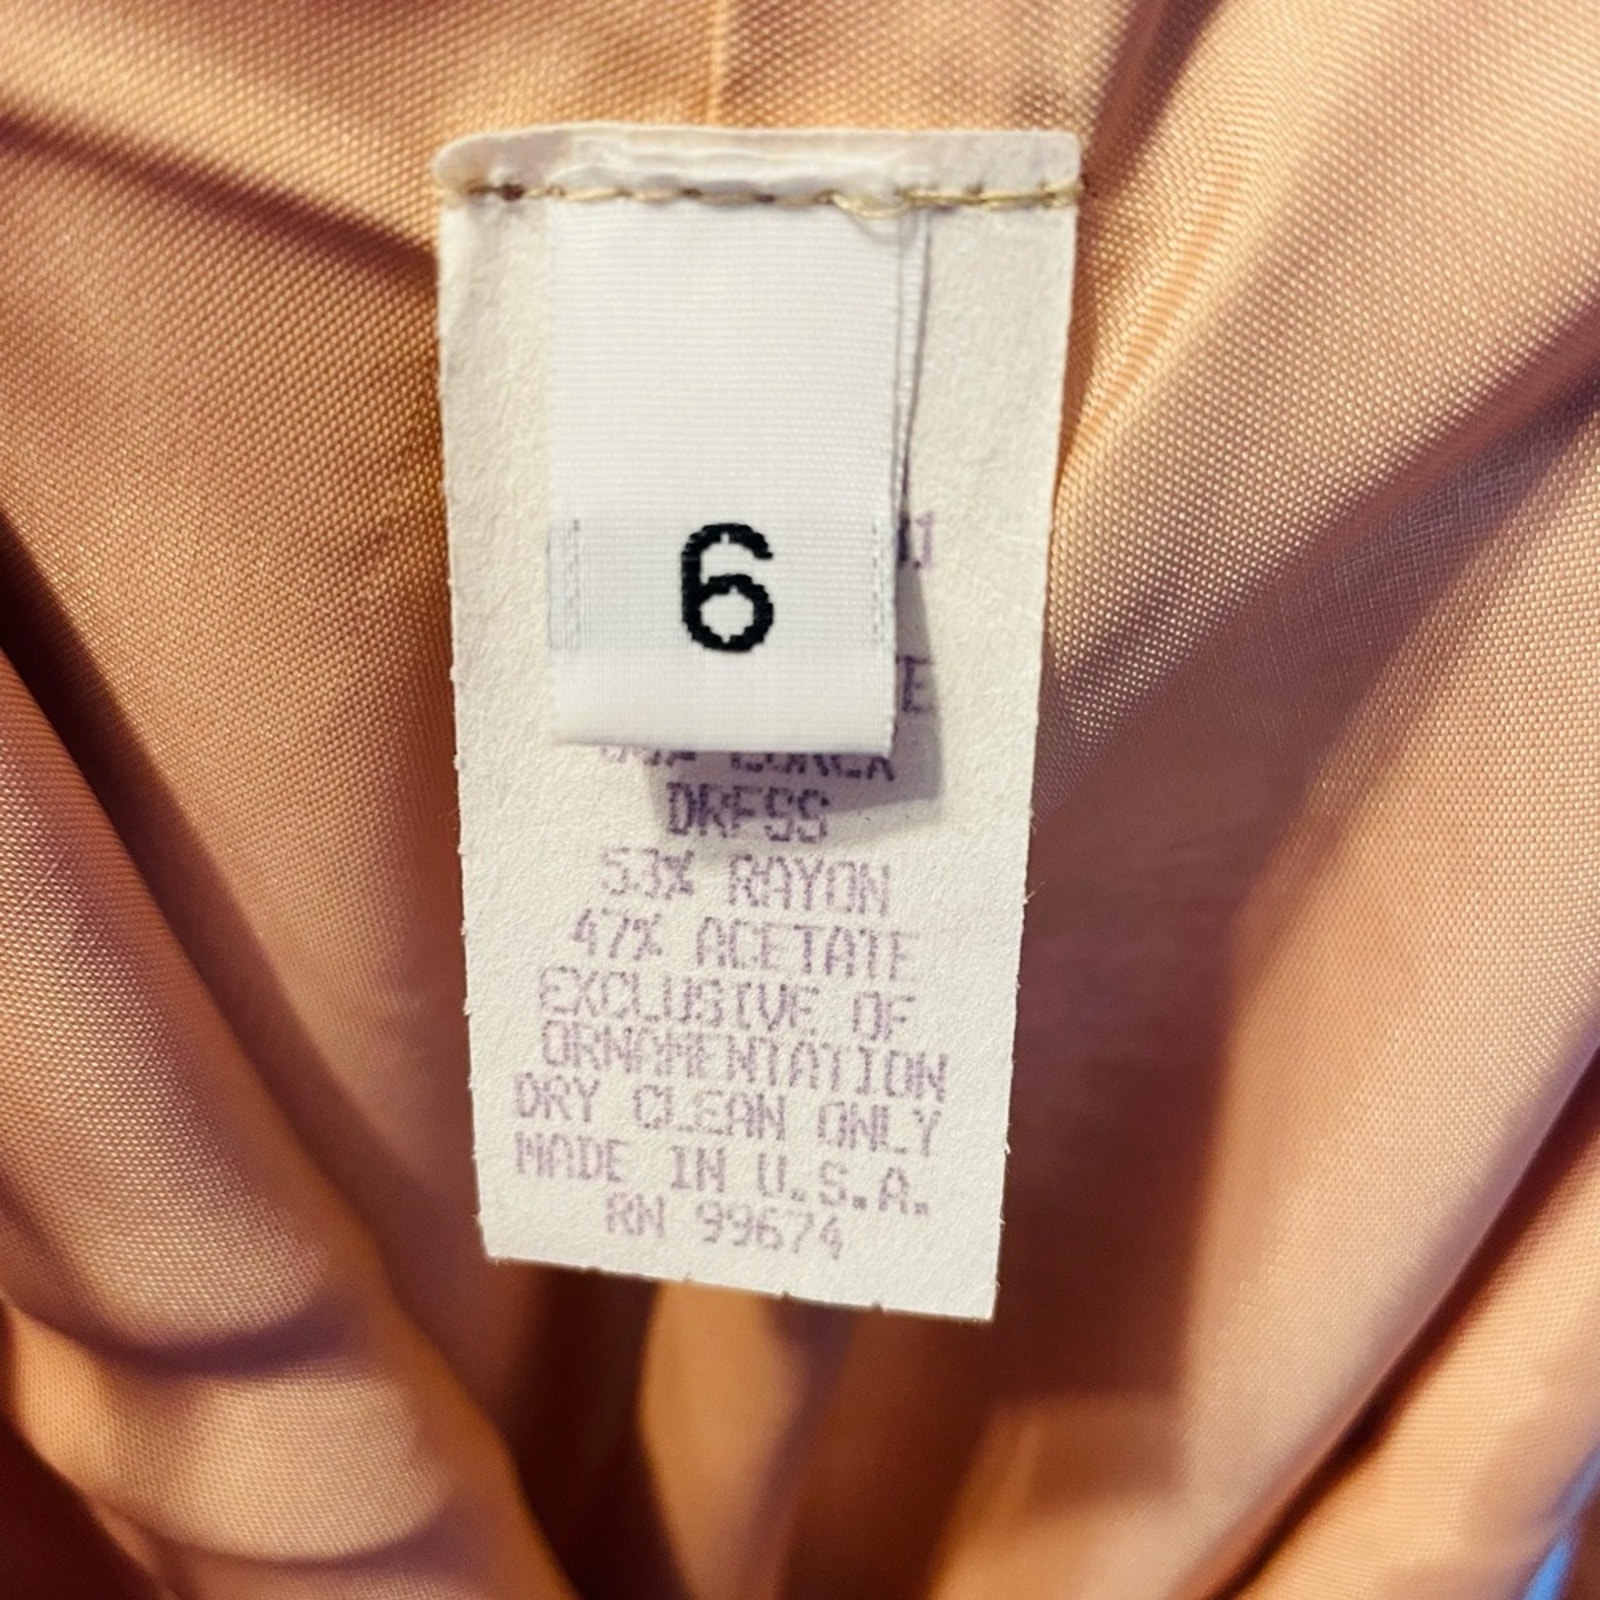 6
DRESS
53% RAYON
47% ACETATE
EXCLUSIVE OF
ORNAMENTATION
DRY CLEAN ONLY
MADE IN U.S.A.
RN 99674